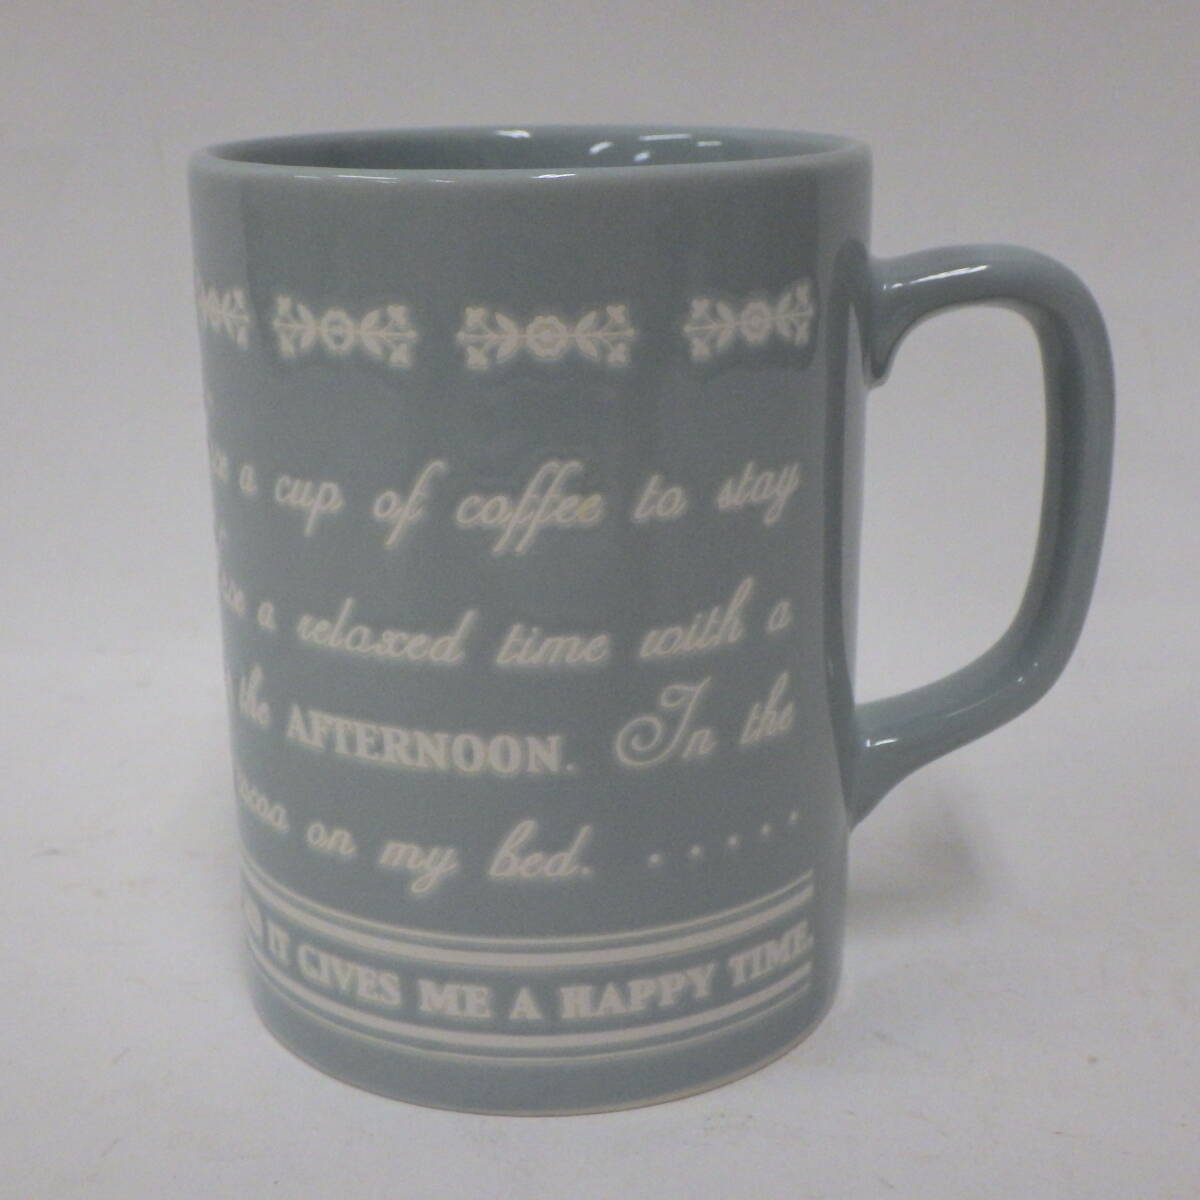 a cup of coffee to stay
a relaxed time with a
the AFTERNOON. In the
on my bed. . . . . .
IT GIVES ME A HAPPY TIME.